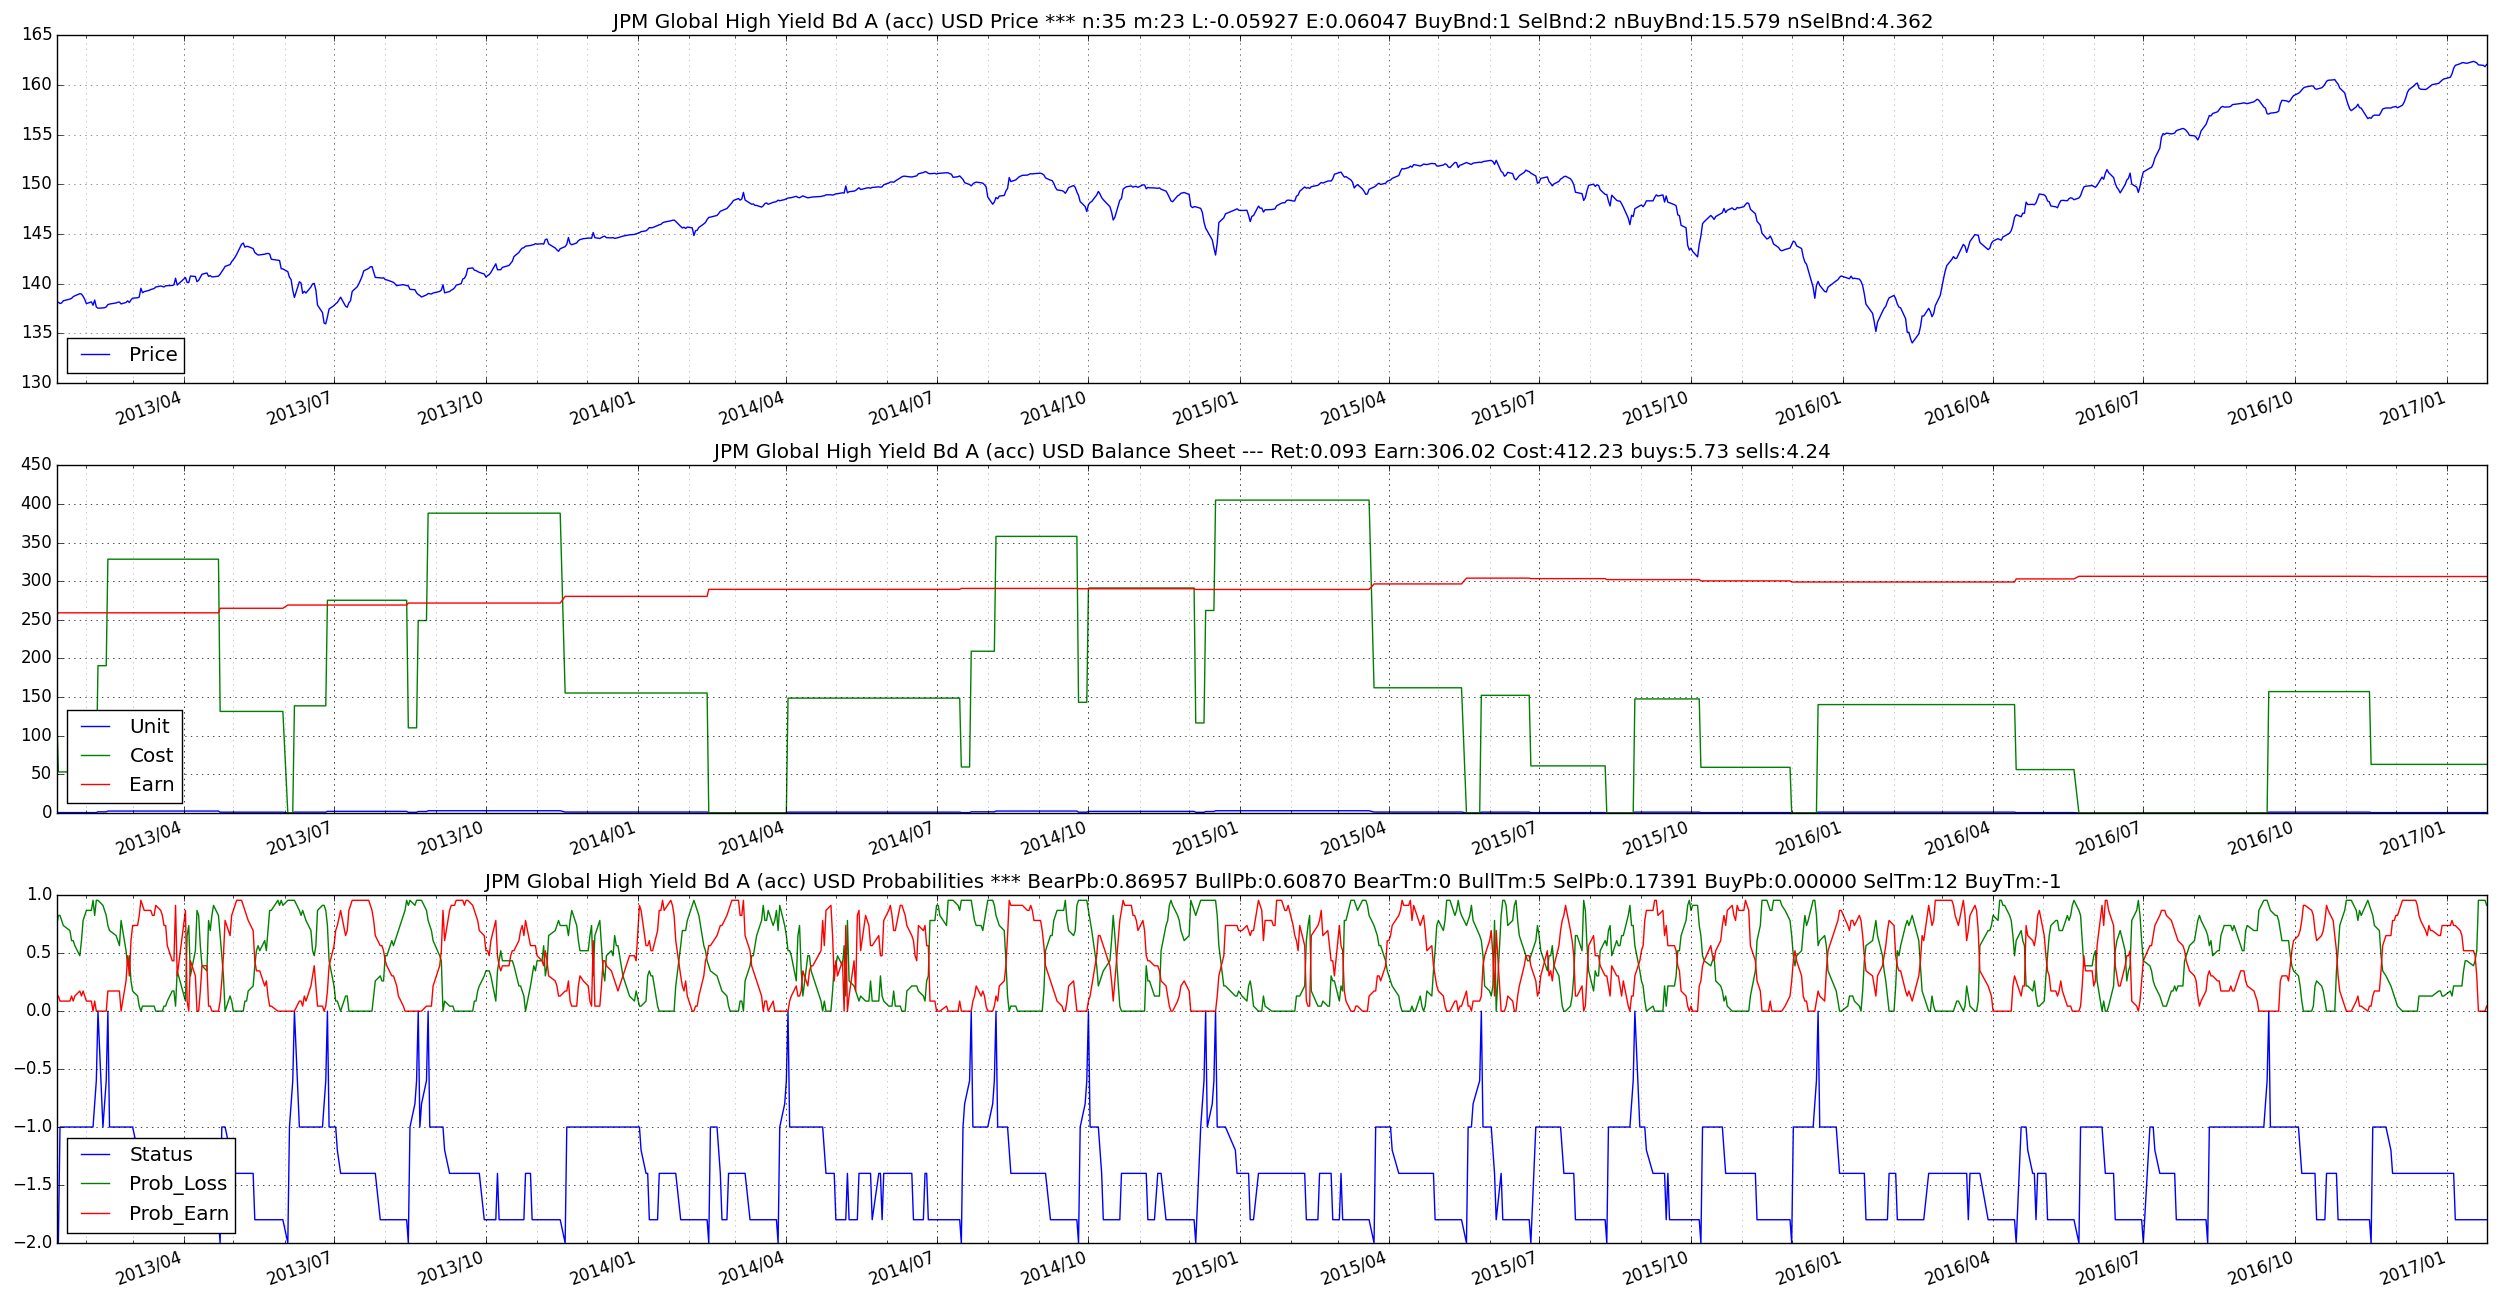 JPM Global High Yield Bd A (acc) USD Price *** n:35 m:23 L:-0.05927 E:0.06047 BuyBnd:1 SelBnd:2 nBuyBnd:15.579 nSelBnd:4.362
165
160
155
150
145
140
135
130
Price
2013/04 2013/07 2013/10 2014/01 2014/04 2014/07 2014/10 2015/01 2015/04 2015/07 2015/10 2016/01 2016/04 2016/07 2016/10 2017/01
JPM Global High Yield Bd A (acc) USD Balance Sheet --- Ret:0.093 Earn:306.02 Cost:412.23 buys:5.73 sells:4.24
450
400
350
300
250
200
150
100
50
0
Unit
Cost
Earn
2013/04 2013/07 2013/10 2014/01 2014/04 2014/07 2014/10 2015/01 2015/04 2015/07 2015/10 2016/01 2016/04 2016/07 2016/10 2017/01
JPM Global High Yield Bd A (acc) USD Probabilities *** BearPb:0.86957 BullPb:0.60870 BearTm:0 BullTm:5 SelPb:0.17391 BuyPb:0.00000 SelTm:12 BuyTm:-1
1.0
0.5
0.0
−0.5
−1.0
−1.5
−2.0
Status
Prob_Loss
Prob_Earn
2013/04 2013/07 2013/10 2014/01 2014/04 2014/07 2014/10 2015/01 2015/04 2015/07 2015/10 2016/01 2016/04 2016/07 2016/10 2017/01